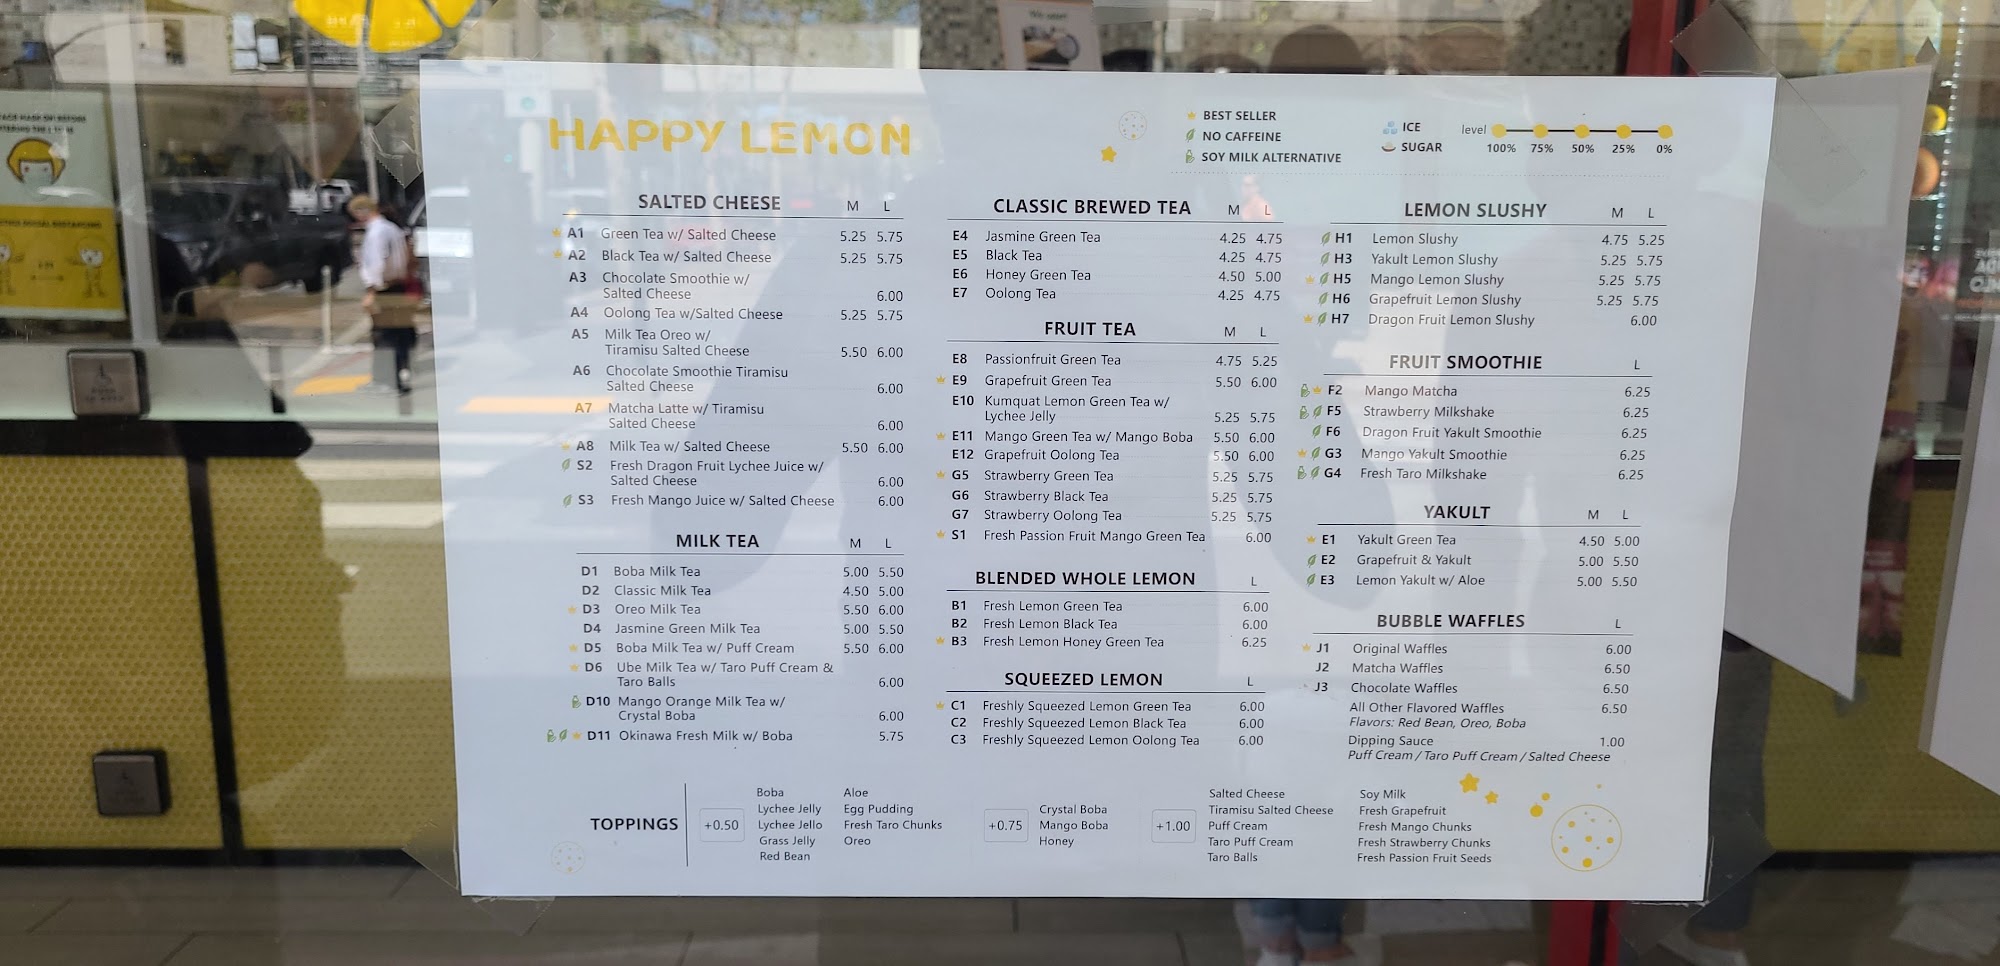 HAPPY LEMON
BEST SELLER
NO CAFFEINE
SOY MILK ALTERNATIVE
ICE
SUGAR
level
100% 75% 50% 25% 0%
SALTED CHEESE M L
A1 Green Tea w/ Salted Cheese 5.25 5.75
A2 Black Tea w/ Salted Cheese 5.25 5.75
A3 Chocolate Smoothie w/
Salted Cheese 6.00
A4 Oolong Tea w/Salted Cheese 5.25 5.75
A5 Milk Tea Oreo w/
Tiramisu Salted Cheese 5.50 6.00
A6 Chocolate Smoothie Tiramisu
Salted Cheese 6.00
A7 Matcha Latte w/ Tiramisu
Salted Cheese 6.00
A8 Milk Tea w/ Salted Cheese 5.50 6.00
S2 Fresh Dragon Fruit Lychee Juice w/
Salted Cheese 6.00
S3 Fresh Mango Juice w/ Salted Cheese 6.00
MILK TEA M L
D1 Boba Milk Tea 5.00 5.50
D2 Classic Milk Tea 4.50 5.00
D3 Oreo Milk Tea 5.50 6.00
D4 Jasmine Green Milk Tea 5.00 5.50
D5 Boba Milk Tea w/ Puff Cream 5.50 6.00
D6 Ube Milk Tea w/ Taro Puff Cream &
Taro Balls 6.00
D10 Mango Orange Milk Tea w/
Crystal Boba 6.00
D11 Okinawa Fresh Milk w/ Boba 5.75
CLASSIC BREWED TEA M L
E4 Jasmine Green Tea 4.25 4.75
E5 Black Tea 4.25 4.75
E6 Honey Green Tea 4.50 5.00
E7 Oolong Tea 4.25 4.75
FRUIT TEA M L
E8 Passionfruit Green Tea 4.75 5.25
E9 Grapefruit Green Tea 5.50 6.00
E10 Kumquat Lemon Green Tea w/
Lychee Jelly 5.25 5.75
E11 Mango Green Tea w/ Mango Boba 5.50 6.00
E12 Grapefruit Oolong Tea 5.50 6.00
G5 Strawberry Green Tea 5.25 5.75
G6 Strawberry Black Tea 5.25 5.75
G7 Strawberry Oolong Tea 5.25 5.75
S1 Fresh Passion Fruit Mango Green Tea 6.00
BLENDED WHOLE LEMON L
B1 Fresh Lemon Green Tea 6.00
B2 Fresh Lemon Black Tea 6.00
B3 Fresh Lemon Honey Green Tea 6.25
SQUEEZED LEMON L
C1 Freshly Squeezed Lemon Green Tea 6.00
C2 Freshly Squeezed Lemon Black Tea 6.00
C3 Freshly Squeezed Lemon Oolong Tea 6.00
LEMON SLUSHY M L
H1 Lemon Slushy 4.75 5.25
H3 Yakult Lemon Slushy 5.25 5.75
H5 Mango Lemon Slushy 5.25 5.75
H6 Grapefruit Lemon Slushy 5.25 5.75
H7 Dragon Fruit Lemon Slushy 6.00
FRUIT SMOOTHIE L
F2 Mango Matcha 6.25
F5 Strawberry Milkshake 6.25
F6 Dragon Fruit Yakult Smoothie 6.25
G3 Mango Yakult Smoothie 6.25
G4 Fresh Taro Milkshake 6.25
YAKULT M L
E1 Yakult Green Tea 4.50 5.00
E2 Grapefruit & Yakult 5.00 5.50
E3 Lemon Yakult w/ Aloe 5.00 5.50
BUBBLE WAFFLES L
J1 Original Waffles 6.00
J2 Matcha Waffles 6.50
J3 Chocolate Waffles 6.50
All Other Flavored Waffles 6.50
Flavors: Red Bean, Oreo, Boba
Dipping Sauce 1.00
Puff Cream / Taro Puff Cream / Salted Cheese
TOPPINGS
+0.50
Boba
Lychee Jelly
Lychee Jello
Grass Jelly
Red Bean
Aloe
Egg Pudding
Fresh Taro Chunks
Oreo
+0.75
Crystal Boba
Mango Boba
Honey
+1.00
Salted Cheese
Tiramisu Salted Cheese
Puff Cream
Taro Puff Cream
Taro Balls
Soy Milk
Fresh Grapefruit
Fresh Mango Chunks
Fresh Strawberry Chunks
Fresh Passion Fruit Seeds